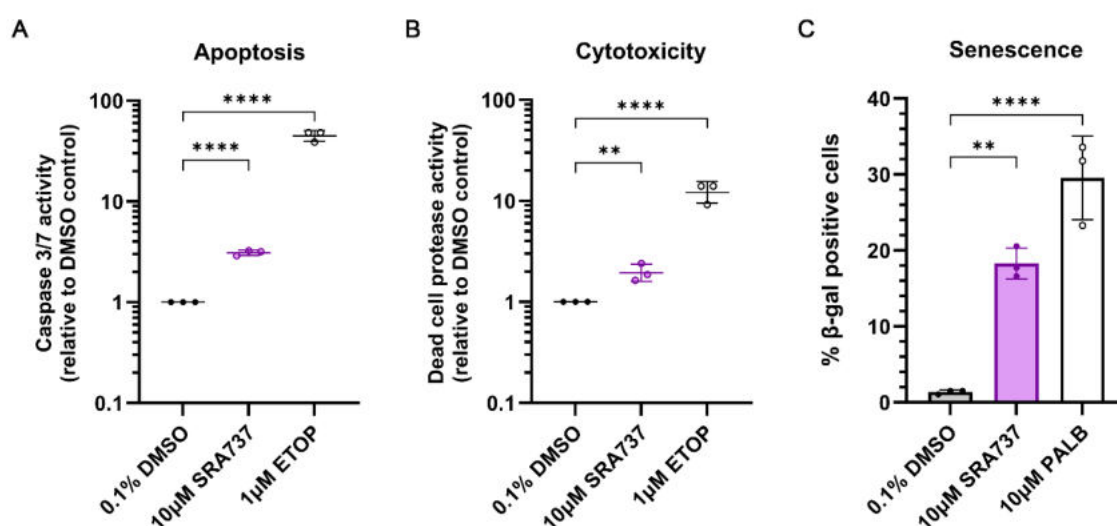 A
Apoptosis
Caspase 3/7 activity
(relative to DMSO control)
100
10
1
0.1
****
****
0.1% DMSO
10µM SRA737
1µM ETOP
B
Cytotoxicity
Dead cell protease activity
(relative to DMSO control)
100
10
1
0.1
****
**
0.1% DMSO
10µM SRA737
1µM ETOP
C
Senescence
% β-gal positive cells
40
30
20
10
0
****
**
0.1% DMSO
10µM SRA737
10µM PALB